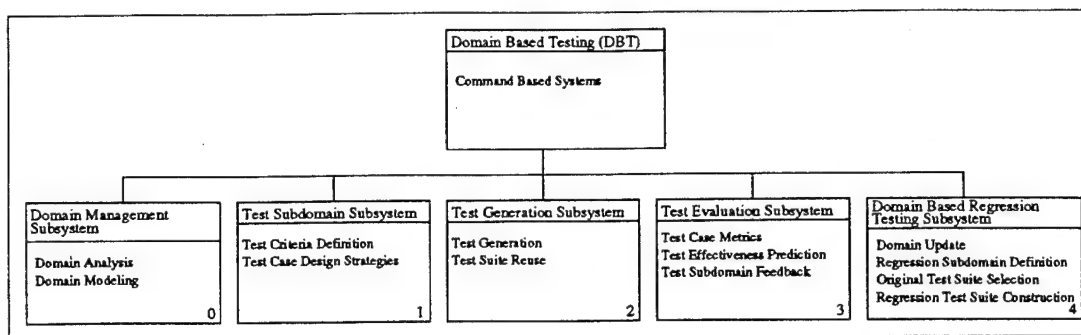 Domain Based Testing (DBT)
Command Based Systems
Domain Management
Subsystem
Domain Analysis
Domain Modeling
0
Test Subdomain Subsystem
Test Criteria Definition
Test Case Design Strategies
1
Test Generation Subsystem
Test Generation
Test Suite Reuse
2
Test Evaluation Subsystem
Test Case Metrics
Test Effectiveness Prediction
Test Subdomain Feedback
3
Domain Based Regression
Testing Subsystem
Domain Update
Regression Subdomain Definition
Original Test Suite Selection
Regression Test Suite Construction
4